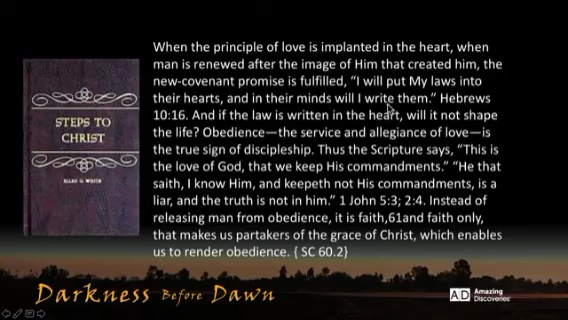 When the principle of love is implanted in the heart, when
man is renewed after the image of Him that created him, the
new-covenant promise is fulfilled, “I will put My laws into
their hearts, and in their minds will I write them.” Hebrews
10:16. And if the law is written in the heart, will it not shape
the life? Obedience—the service and allegiance of love—is
the true sign of discipleship. Thus the Scripture says, “This is
the love of God, that we keep His commandments.” “He that
saith, I know Him, and keepeth not His commandments, is a
liar, and the truth is not in him.” 1 John 5:3; 2:4. Instead of
releasing man from obedience, it is faith,61and faith only,
that makes us partakers of the grace of Christ, which enables
us to render obedience. { SC 60.2}
STEPS TO
CHRIST
ELLEN G. WHITE
Darkness Before Dawn
AD Amazing
Discoveries